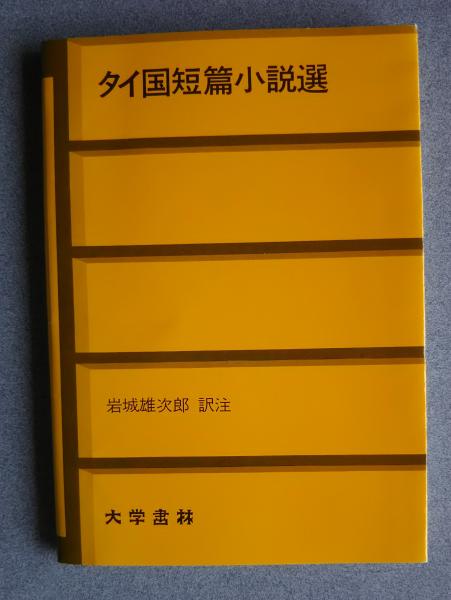 タイ国短篇小説選
岩城雄次郎 訳注
大学書林